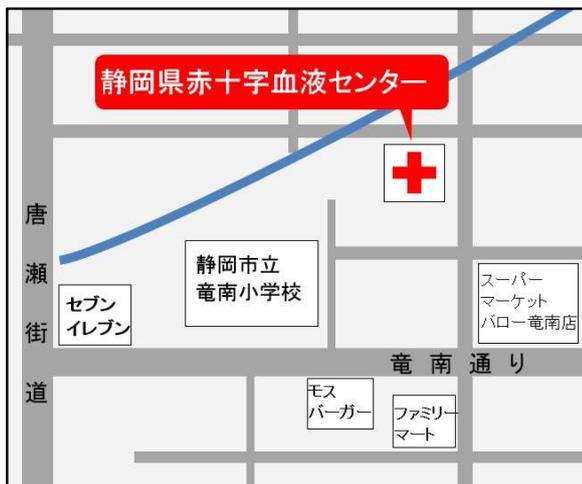 静岡県赤十字血液センター
唐瀬街道
静岡市立
竜南小学校
セブン
イレブン
スーパー
マーケット
バロー竜南店
竜南通り
モス
バーガー
ファミリー
マート